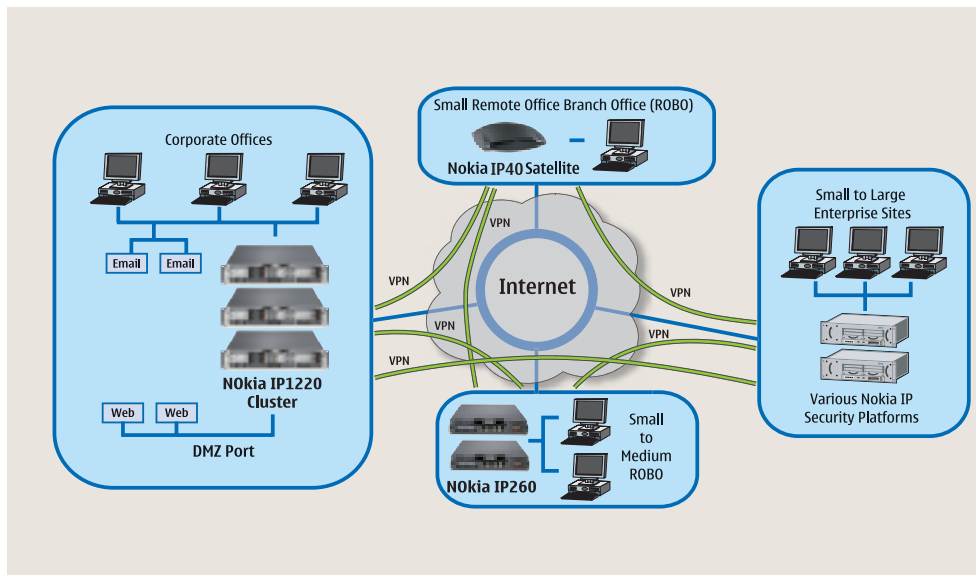 Corporate Offices
Email
Email
NOkia IP1220
Cluster
Web
Web
DMZ Port
Small Remote Office Branch Office (ROBO)
Nokia IP40 Satellite
VPN
VPN
VPN
VPN
VPN
VPN
Internet
NOkia IP260
Small
to
Medium
ROBO
Small to Large
Enterprise Sites
Various Nokia IP
Security Platforms